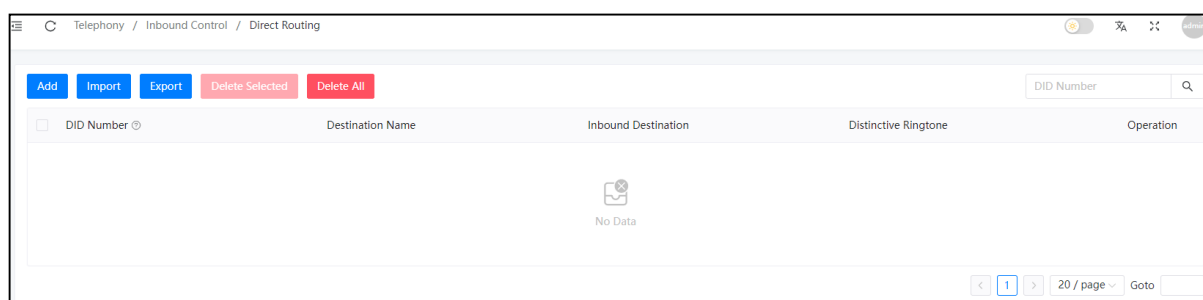 Telephony / Inbound Control / Direct Routing
Add Import Export Delete Selected Delete All DID Number
DID Number Destination Name Inbound Destination Distinctive Ringtone Operation
No Data
1 20 / page Goto